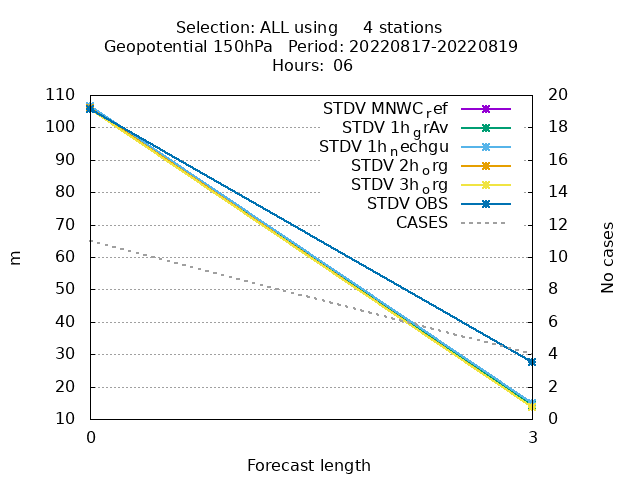 Selection: ALL using 4 stations
Geopotential 150hPa Period: 20220817-20220819
Hours: 06
110 20
STDV MNWC_ref
100 18
STDV 1h_grAv
STDV 1h_nechgu
90 16
STDV 2h_org
80 14
STDV 3h_org
STDV OBS
70 12
CASES
60 10
m No cases
50 8
40 6
30 4
20 2
10 0
0 3
Forecast length